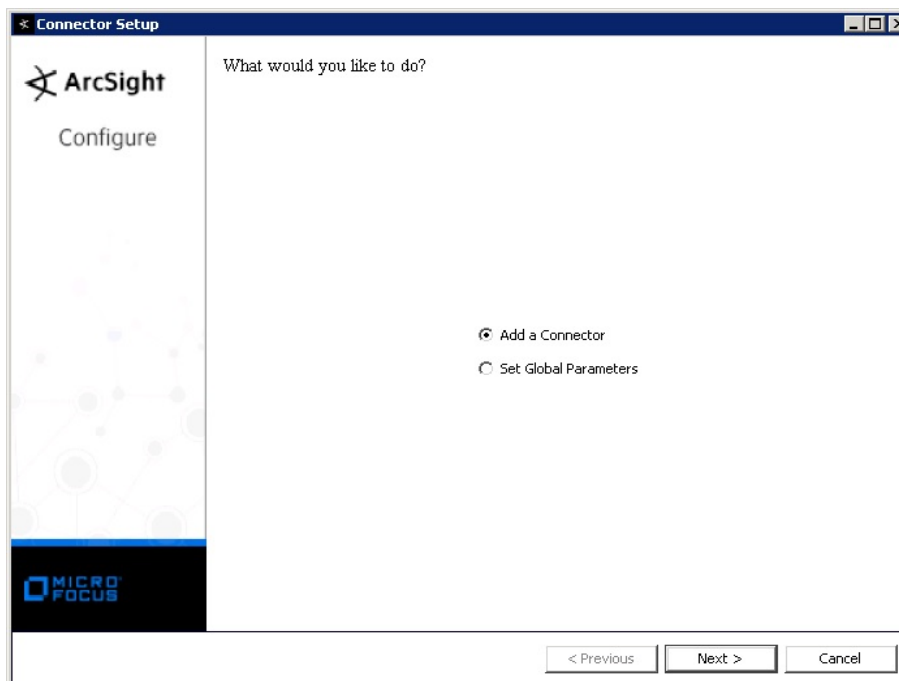 Connector Setup
ArcSight
Configure
What would you like to do?
Add a Connector
Set Global Parameters
MICRO
FOCUS
< Previous
Next >
Cancel